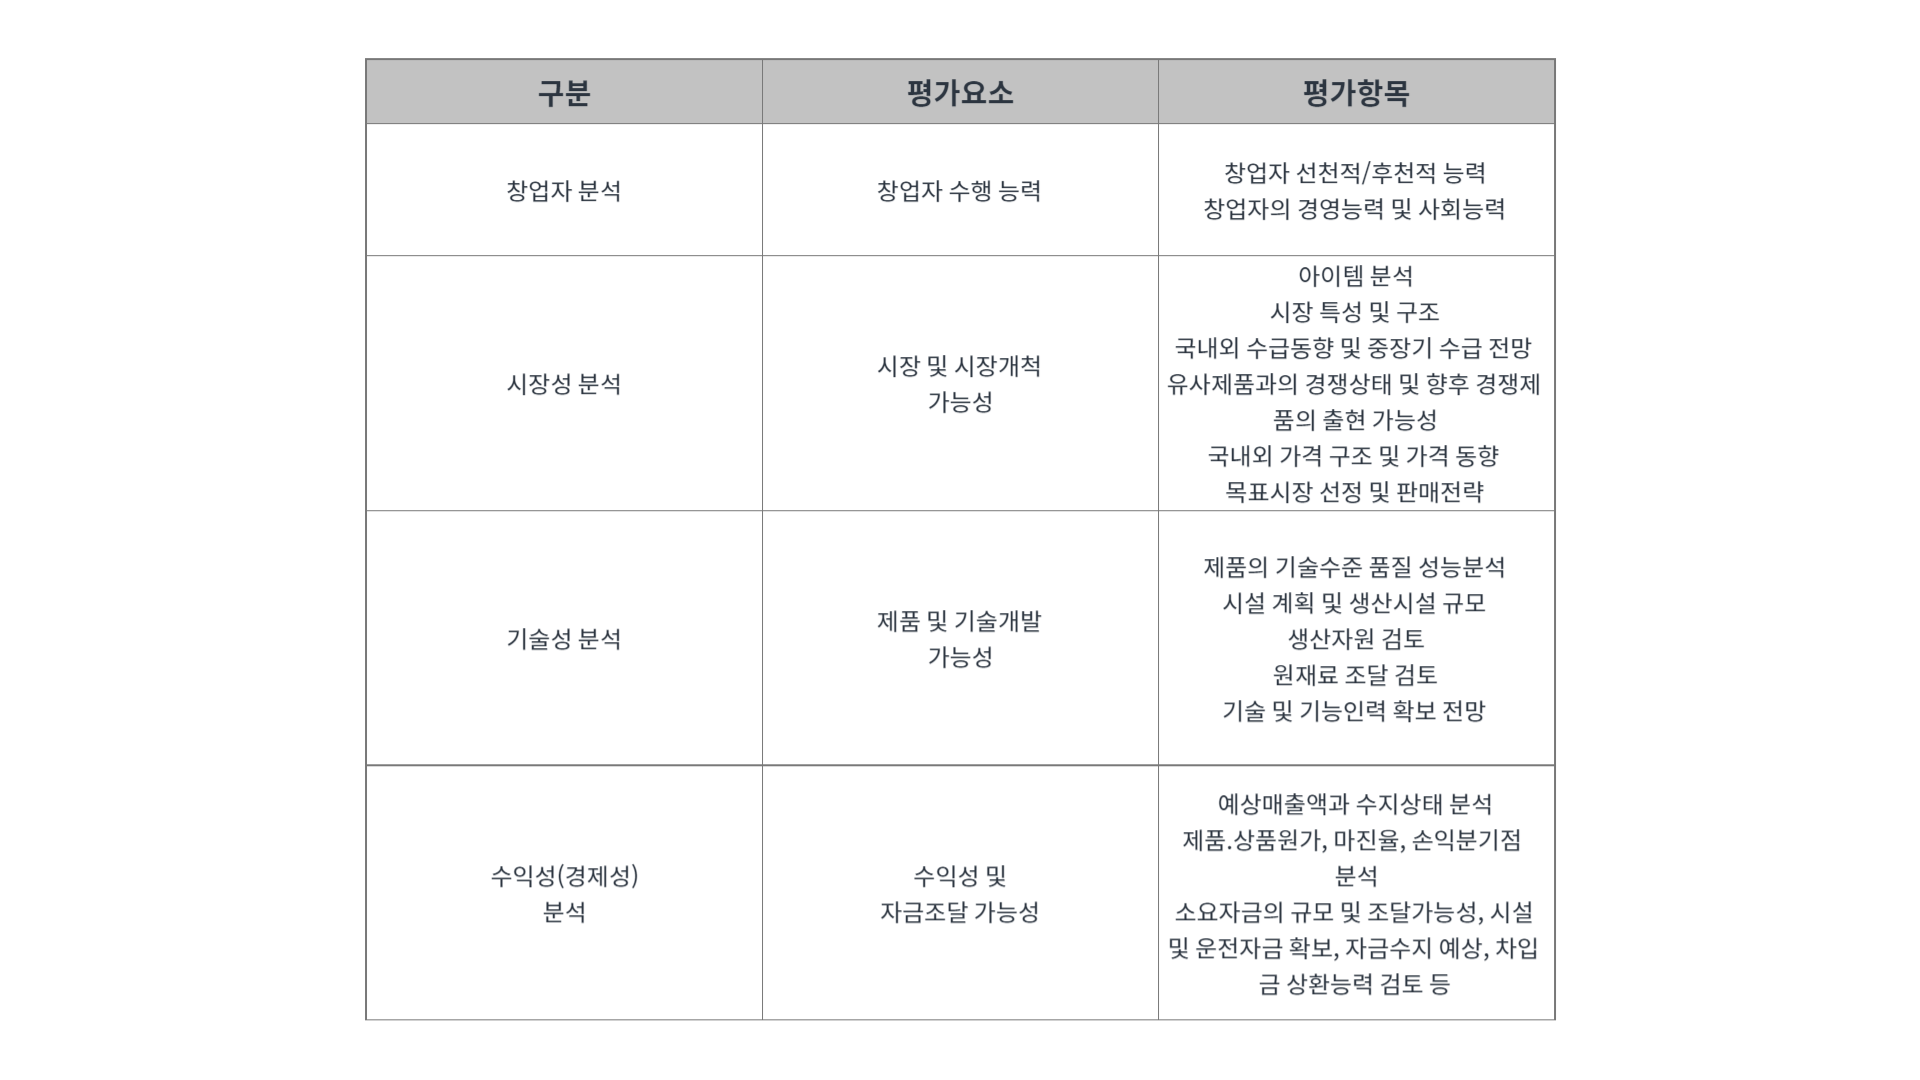 구분
평가요소
평가항목
창업자 분석
창업자 수행 능력
창업자 선천적/후천적 능력
창업자의 경영능력 및 사회능력
시장성 분석
시장 및 시장개척
가능성
아이템 분석
시장 특성 및 구조
국내외 수급동향 및 중장기 수급 전망
유사제품과의 경쟁상태 및 향후 경쟁제
품의 출현 가능성
국내외 가격 구조 및 가격 동향
목표시장 선정 및 판매전략
기술성 분석
제품 및 기술개발
가능성
제품의 기술수준 품질 성능분석
시설 계획 및 생산시설 규모
생산자원 검토
원재료 조달 검토
기술 및 기능인력 확보 전망
수익성(경제성)
분석
수익성 및
자금조달 가능성
예상매출액과 수지상태 분석
제품.상품원가, 마진율, 손익분기점
분석
소요자금의 규모 및 조달가능성, 시설
및 운전자금 확보, 자금수지 예상, 차입
금 상환능력 검토 등